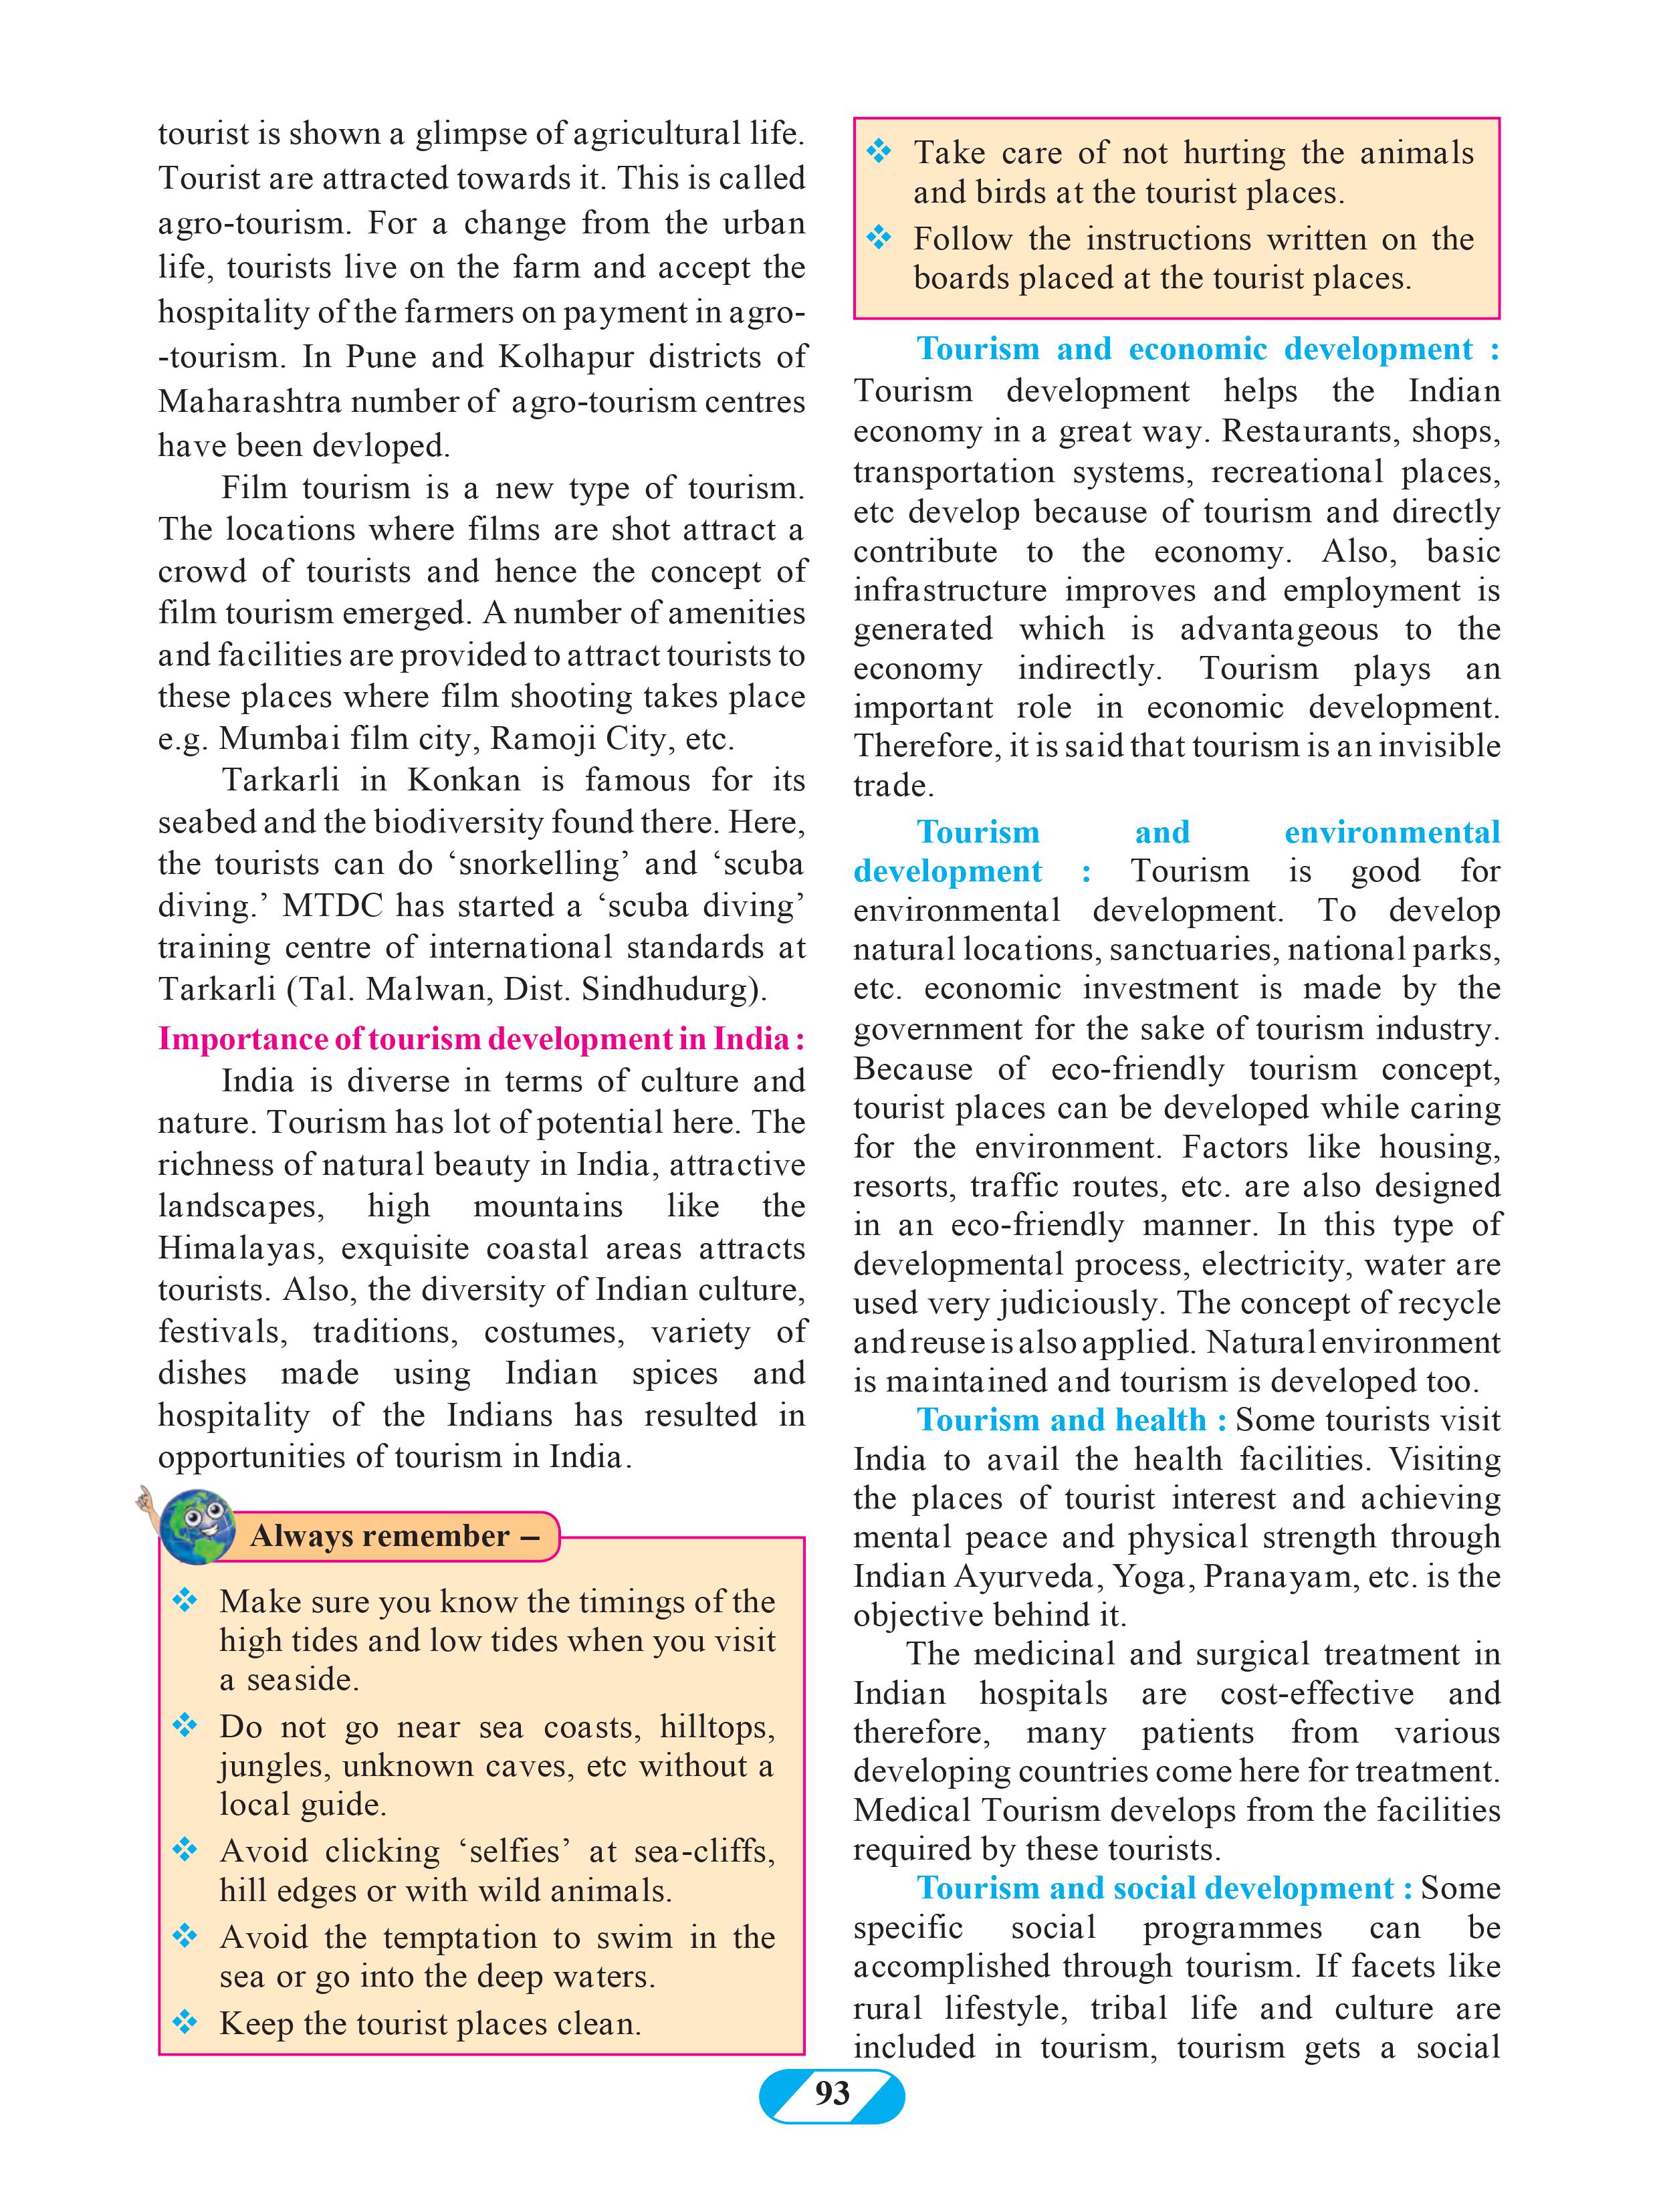 tourist is shown a glimpse of agricultural life.
Tourist are attracted towards it. This is called
agro-tourism. For a change from the urban
life, tourists live on the farm and accept the
hospitality of the farmers on payment in agro-
-tourism. In Pune and Kolhapur districts of
Maharashtra number of agro-tourism centres
have been devloped.
Film tourism is a new type of tourism.
The locations where films are shot attract a
crowd of tourists and hence the concept of
film tourism emerged. A number of amenities
and facilities are provided to attract tourists to
these places where film shooting takes place
e.g. Mumbai film city, Ramoji City, etc.
Tarkarli in Konkan is famous for its
seabed and the biodiversity found there. Here,
the tourists can do ‘snorkelling’ and ‘scuba
diving.’ MTDC has started a ‘scuba diving’
training centre of international standards at
Tarkarli (Tal. Malwan, Dist. Sindhudurg).
Importance of tourism development in India :
India is diverse in terms of culture and
nature. Tourism has lot of potential here. The
richness of natural beauty in India, attractive
landscapes, high mountains like the
Himalayas, exquisite coastal areas attracts
tourists. Also, the diversity of Indian culture,
festivals, traditions, costumes, variety of
dishes made using Indian spices and
hospitality of the Indians has resulted in
opportunities of tourism in India.
Always remember –
❖ Make sure you know the timings of the
high tides and low tides when you visit
a seaside.
❖ Do not go near sea coasts, hilltops,
jungles, unknown caves, etc without a
local guide.
❖ Avoid clicking ‘selfies’ at sea-cliffs,
hill edges or with wild animals.
❖ Avoid the temptation to swim in the
sea or go into the deep waters.
❖ Keep the tourist places clean.
❖ Take care of not hurting the animals
and birds at the tourist places.
❖ Follow the instructions written on the
boards placed at the tourist places.
Tourism and economic development :
Tourism development helps the Indian
economy in a great way. Restaurants, shops,
transportation systems, recreational places,
etc develop because of tourism and directly
contribute to the economy. Also, basic
infrastructure improves and employment is
generated which is advantageous to the
economy indirectly. Tourism plays an
important role in economic development.
Therefore, it is said that tourism is an invisible
trade.
Tourism and environmental
development : Tourism is good for
environmental development. To develop
natural locations, sanctuaries, national parks,
etc. economic investment is made by the
government for the sake of tourism industry.
Because of eco-friendly tourism concept,
tourist places can be developed while caring
for the environment. Factors like housing,
resorts, traffic routes, etc. are also designed
in an eco-friendly manner. In this type of
developmental process, electricity, water are
used very judiciously. The concept of recycle
and reuse is also applied. Natural environment
is maintained and tourism is developed too.
Tourism and health : Some tourists visit
India to avail the health facilities. Visiting
the places of tourist interest and achieving
mental peace and physical strength through
Indian Ayurveda, Yoga, Pranayam, etc. is the
objective behind it.
The medicinal and surgical treatment in
Indian hospitals are cost-effective and
therefore, many patients from various
developing countries come here for treatment.
Medical Tourism develops from the facilities
required by these tourists.
Tourism and social development : Some
specific social programmes can be
accomplished through tourism. If facets like
rural lifestyle, tribal life and culture are
included in tourism, tourism gets a social
93